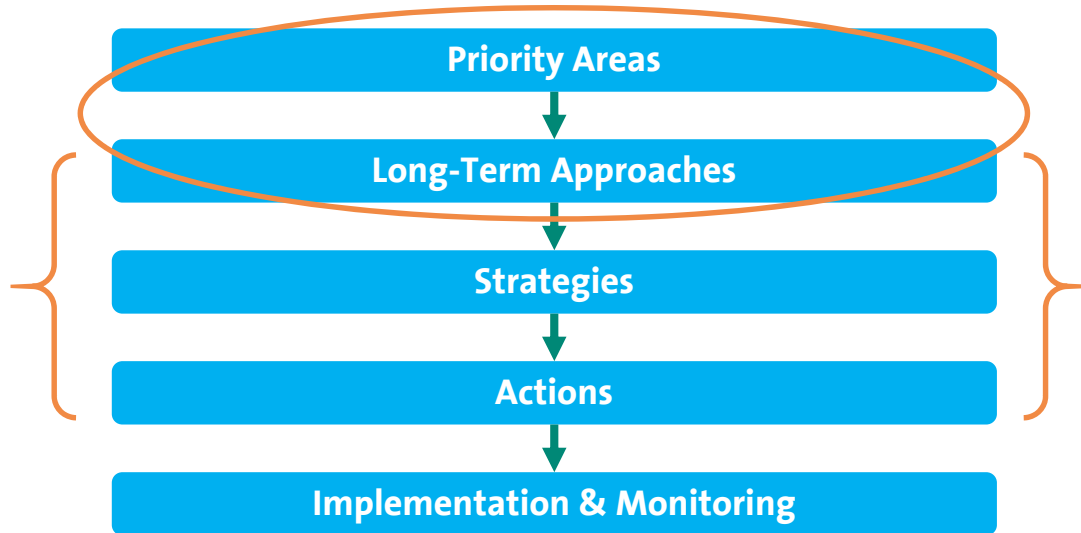 Priority Areas
Long-Term Approaches
Strategies
Actions
Implementation & Monitoring